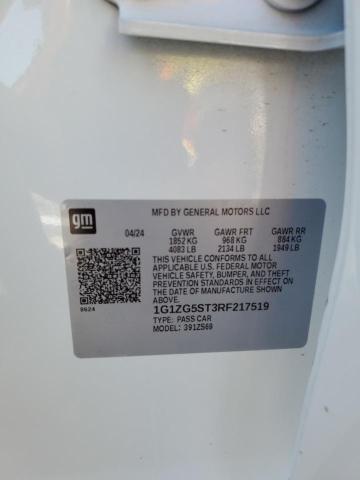 gm
MFD BY GENERAL MOTORS LLC
04/24 GVWR GAWR FRT GAWR RR
1852 KG 968 KG 884 KG
4083 LB 2134 LB 1949 LB
THIS VEHICLE CONFORMS TO ALL
APPLICABLE U.S. FEDERAL MOTOR
VEHICLE SAFETY, BUMPER, AND THEFT
PREVENTION STANDARDS IN EFFECT
ON THE DATE OF MANUFACTURE
SHOWN ABOVE.
9624
1G1ZG5ST3RF217519
TYPE: PASS CAR
MODEL: 391ZS69